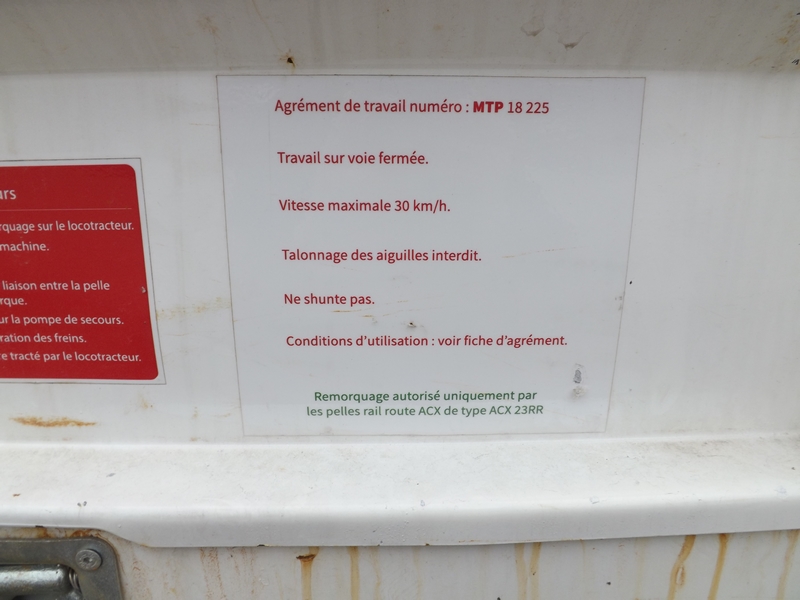 urs
rquage sur le locotracteur.
machine.
liaison entre la pelle
rque.
ur la pompe de secours.
ration des freins.
e tracté par le locotracteur.
Agrément de travail numéro : MTP 18 225
Travail sur voie fermée.
Vitesse maximale 30 km/h.
Talonnage des aiguilles interdit.
Ne shunte pas.
Conditions d'utilisation : voir fiche d'agrément.
Remorquage autorisé uniquement par
les pelles rail route ACX de type ACX 23RR